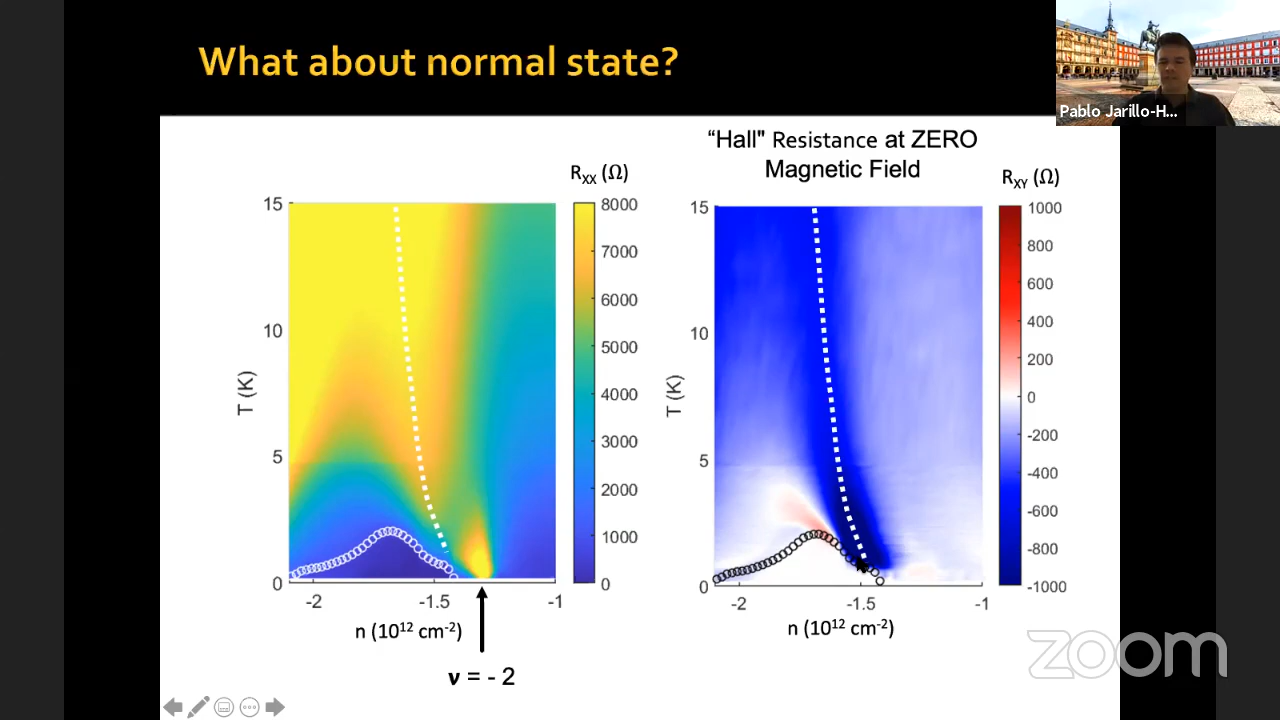 What about normal state?
Pablo Jarillo-H...
"Hall" Resistance at ZERO
Magnetic Field
R_XX (Ω)
R_XY (Ω)
15
10
5
0
T (K)
-2
-1.5
-1
n (10¹² cm⁻²)
ν = - 2
8000
7000
6000
5000
4000
3000
2000
1000
0
15
10
5
0
T (K)
-2
-1.5
-1
n (10¹² cm⁻²)
1000
800
600
400
200
0
-200
-400
-600
-800
-1000
zoom